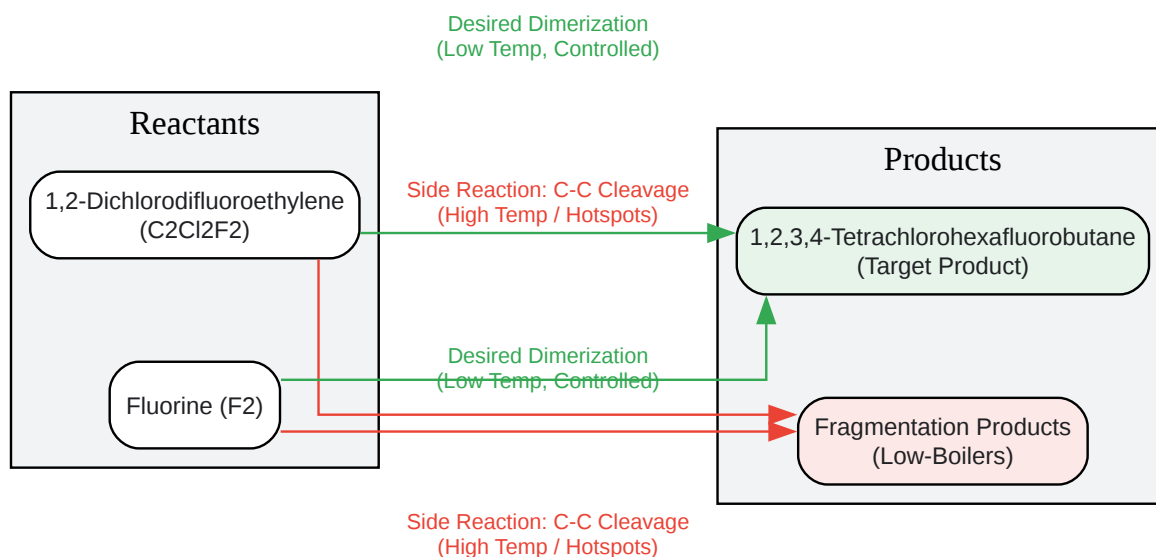 Desired Dimerization
(Low Temp, Controlled)
Reactants
1,2-Dichlorodifluoroethylene
(C2Cl2F2)
Fluorine (F2)
Side Reaction: C-C Cleavage
(High Temp / Hotspots)
Desired Dimerization
(Low Temp, Controlled)
Side Reaction: C-C Cleavage
(High Temp / Hotspots)
Products
1,2,3,4-Tetrachlorohexafluorobutane
(Target Product)
Fragmentation Products
(Low-Boilers)